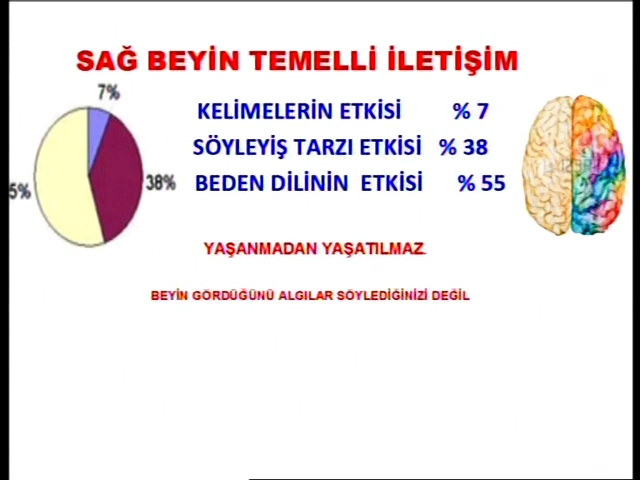 SAĞ BEYİN TEMELLİ İLETİŞİM
7%
KELİMELERİN ETKİSİ % 7
SÖYLEYİŞ TARZI ETKİSİ % 38
5% 38% BEDEN DİLİNİN ETKİSİ % 55
YAŞANMADAN YAŞATILMAZ
BEYİN GÖRDÜĞÜNÜ ALGILAR SÖYLEDİĞİNİZİ DEĞİL